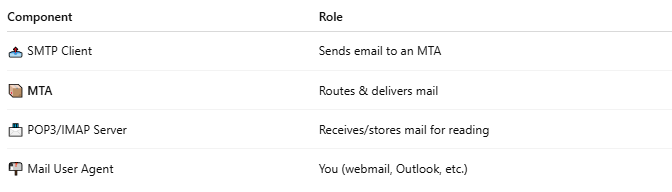 Component Role
SMTP Client Sends email to an MTA
MTA Routes & delivers mail
POP3/IMAP Server Receives/stores mail for reading
Mail User Agent You (webmail, Outlook, etc.)